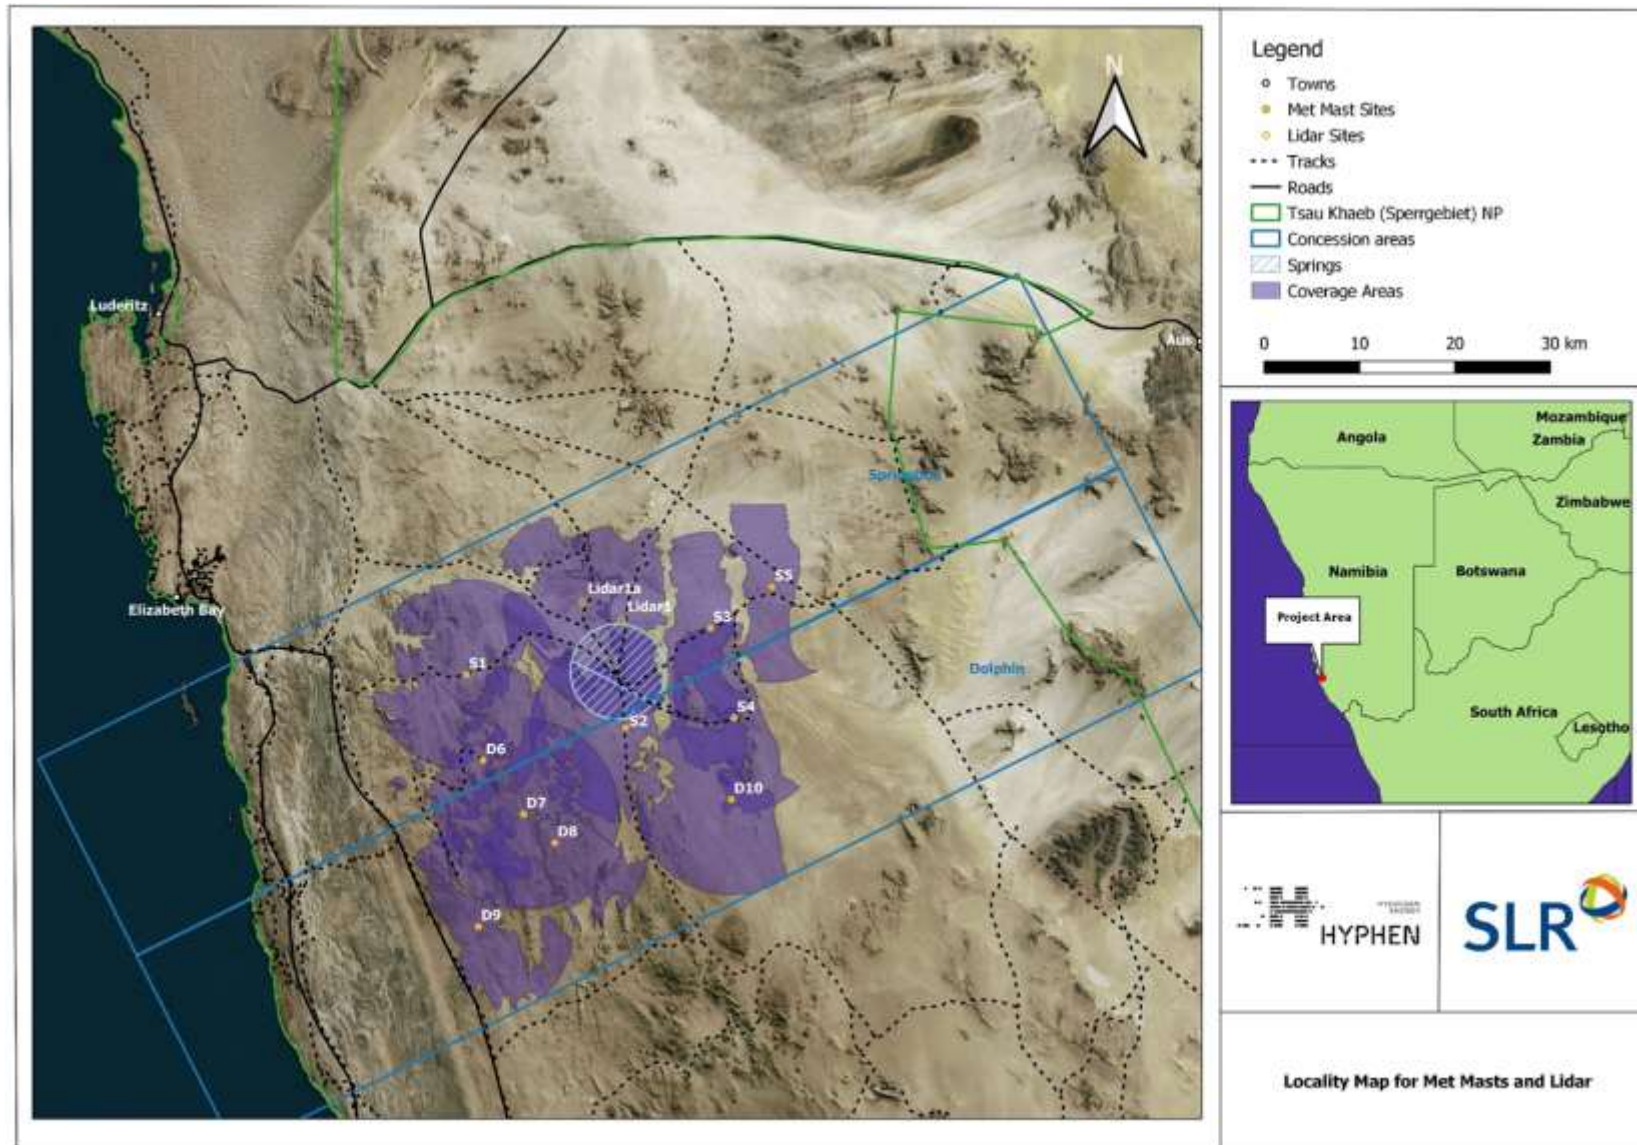 N
Luderitz
Aus
Elizabeth Bay
Dolphin
Lidar1a
Lidar1
S5
S3
S1
S4
S2
D6
D10
D7
D8
D9
Legend
Towns
Met Mast Sites
Lidar Sites
Tracks
Roads
Tsau Khaeb (Sperrgebiet) NP
Concession areas
Springs
Coverage Areas
0 10 20 30 km
Mozambique
Angola
Zambia
Zimbabwe
Namibia
Botswana
Project Area
South Africa
Lesotho
HYPHEN
SLR
Locality Map for Met Masts and Lidar